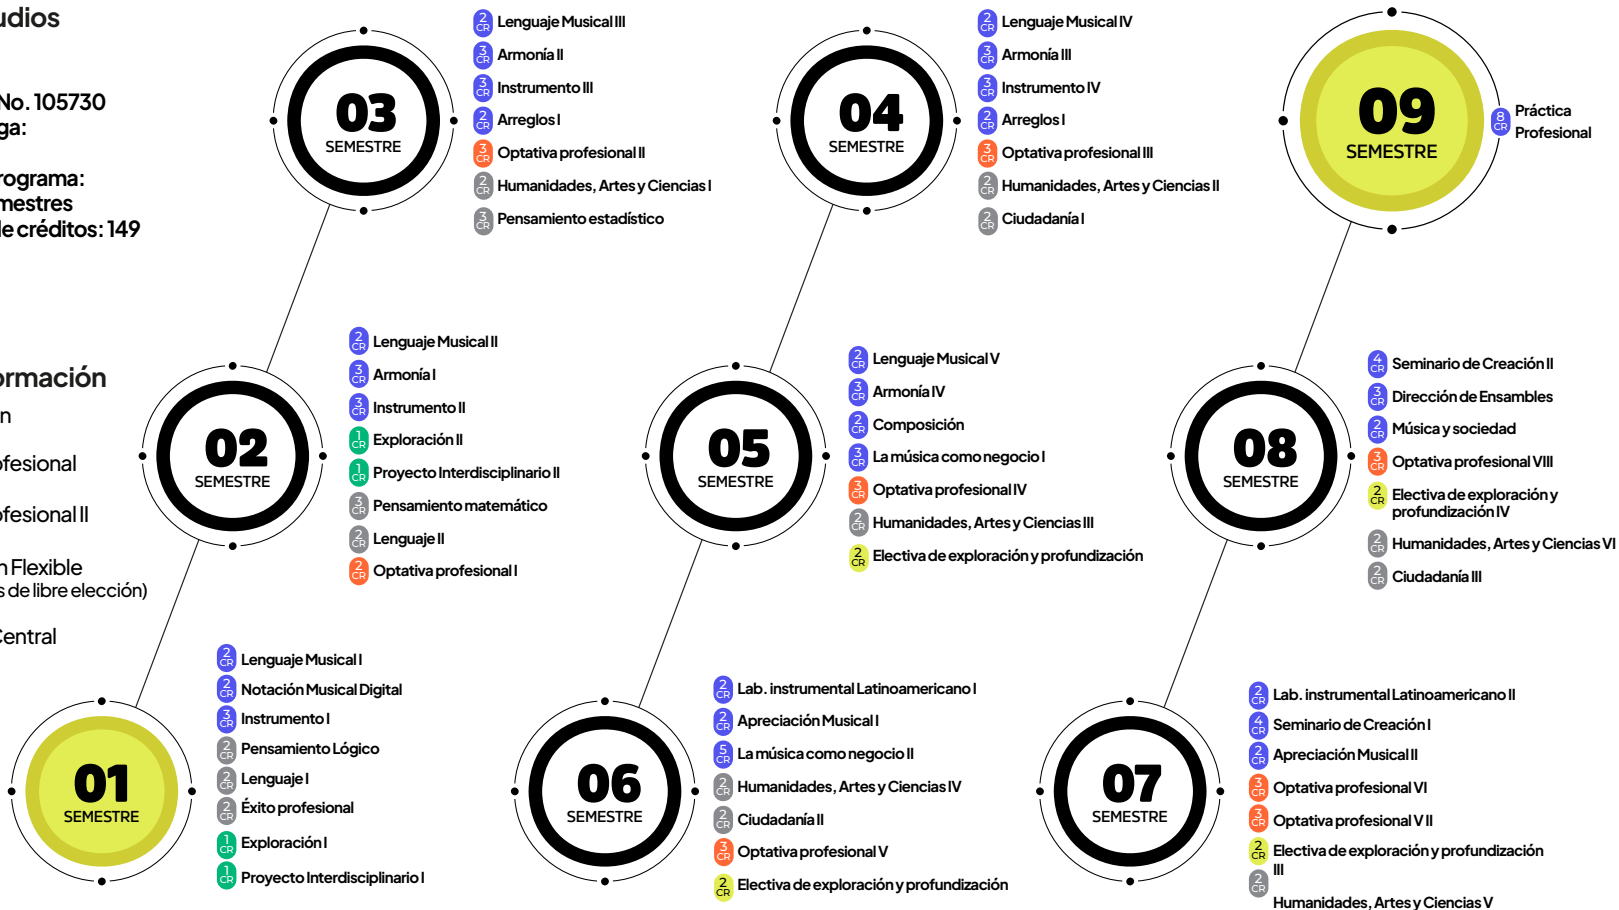 udios
No. 105730
ga:
rograma:
mestres
de créditos: 149
ormación
n
ofesional
ofesional II
n Flexible
s de libre elección)
Central
03
SEMESTRE
2 CR Lenguaje Musical III
3 CR Armonía II
3 CR Instrumento III
2 CR Arreglos I
3 CR Optativa profesional II
2 CR Humanidades, Artes y Ciencias I
3 CR Pensamiento estadístico
04
SEMESTRE
2 CR Lenguaje Musical IV
3 CR Armonía III
3 CR Instrumento IV
2 CR Arreglos I
3 CR Optativa profesional III
2 CR Humanidades, Artes y Ciencias II
2 CR Ciudadanía I
09
SEMESTRE
8 CR Práctica
Profesional
02
SEMESTRE
2 CR Lenguaje Musical II
3 CR Armonía I
3 CR Instrumento II
1 CR Exploración II
1 CR Proyecto Interdisciplinario II
3 CR Pensamiento matemático
2 CR Lenguaje II
2 CR Optativa profesional I
05
SEMESTRE
2 CR Lenguaje Musical V
3 CR Armonía IV
2 CR Composición
3 CR La música como negocio I
3 CR Optativa profesional IV
2 CR Humanidades, Artes y Ciencias III
2 CR Electiva de exploración y profundización
08
SEMESTRE
4 CR Seminario de Creación II
3 CR Dirección de Ensambles
2 CR Música y sociedad
3 CR Optativa profesional VIII
2 CR Electiva de exploración y
profundización IV
2 CR Humanidades, Artes y Ciencias VI
2 CR Ciudadanía III
01
SEMESTRE
2 CR Lenguaje Musical I
2 CR Notación Musical Digital
3 CR Instrumento I
2 CR Pensamiento Lógico
2 CR Lenguaje I
2 CR Éxito profesional
1 CR Exploración I
1 CR Proyecto Interdisciplinario I
06
SEMESTRE
2 CR Lab. instrumental Latinoamericano I
2 CR Apreciación Musical I
5 CR La música como negocio II
2 CR Humanidades, Artes y Ciencias IV
2 CR Ciudadanía II
3 CR Optativa profesional V
2 CR Electiva de exploración y profundización
07
SEMESTRE
2 CR Lab. instrumental Latinoamericano II
4 CR Seminario de Creación I
2 CR Apreciación Musical II
3 CR Optativa profesional VI
3 CR Optativa profesional V II
2 CR Electiva de exploración y profundización
III
2 CR Humanidades, Artes y Ciencias V